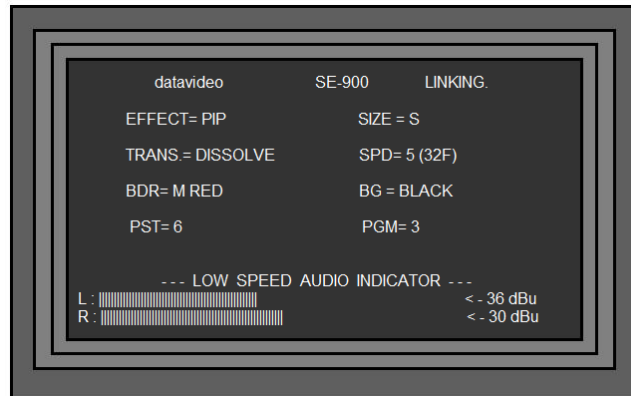 datavideo SE-900 LINKING.
EFFECT= PIP SIZE = S
TRANS.= DISSOLVE SPD= 5 (32F)
BDR= M RED BG = BLACK
PST= 6 PGM= 3
- - - LOW SPEED AUDIO INDICATOR - - -
L : < - 36 dBu
R : < - 30 dBu